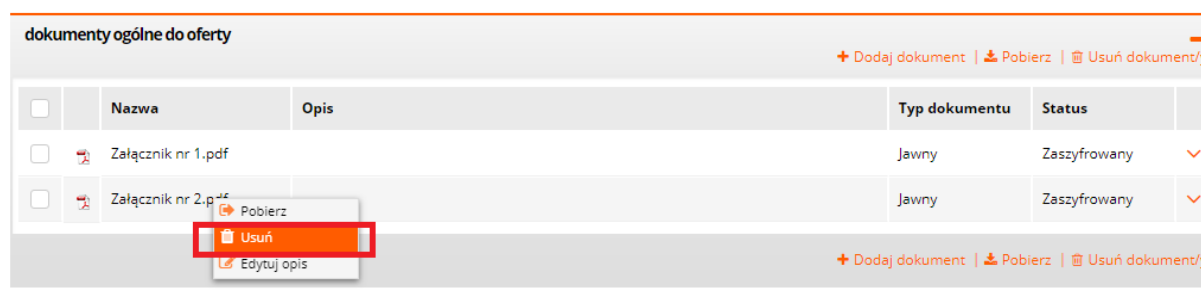 dokumenty ogólne do oferty
Dodaj dokument | Pobierz | Usuń dokument/
Nazwa Opis Typ dokumentu Status
Załącznik nr 1.pdf Jawny Zaszyfrowany
Załącznik nr 2.pdf Jawny Zaszyfrowany
Pobierz
Usuń
Edytuj opis
Dodaj dokument | Pobierz | Usuń dokument/